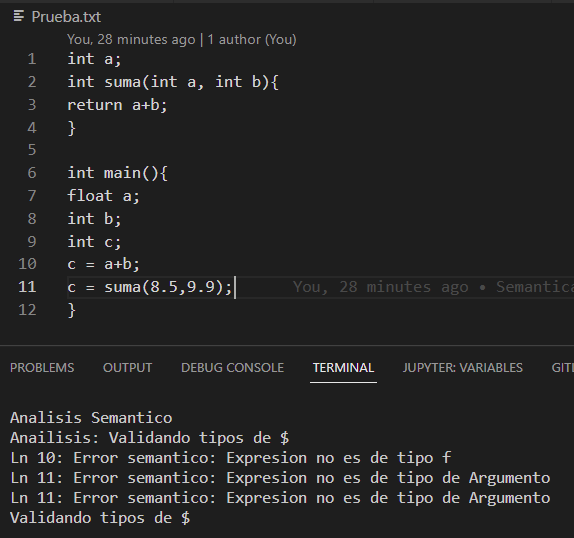 Prueba.txt
You, 28 minutes ago | 1 author (You)
1 int a;
2 int suma(int a, int b){
3 return a+b;
4 }
5
6 int main(){
7 float a;
8 int b;
9 int c;
10 c = a+b;
11 c = suma(8.5,9.9); You, 28 minutes ago • Semantica
12 }
PROBLEMS OUTPUT DEBUG CONSOLE TERMINAL JUPYTER: VARIABLES
Analisis Semantico
Anailisis: Validando tipos de $
Ln 10: Error semantico: Expresion no es de tipo f
Ln 11: Error semantico: Expresion no es de tipo de Argumento
Ln 11: Error semantico: Expresion no es de tipo de Argumento
Validando tipos de $